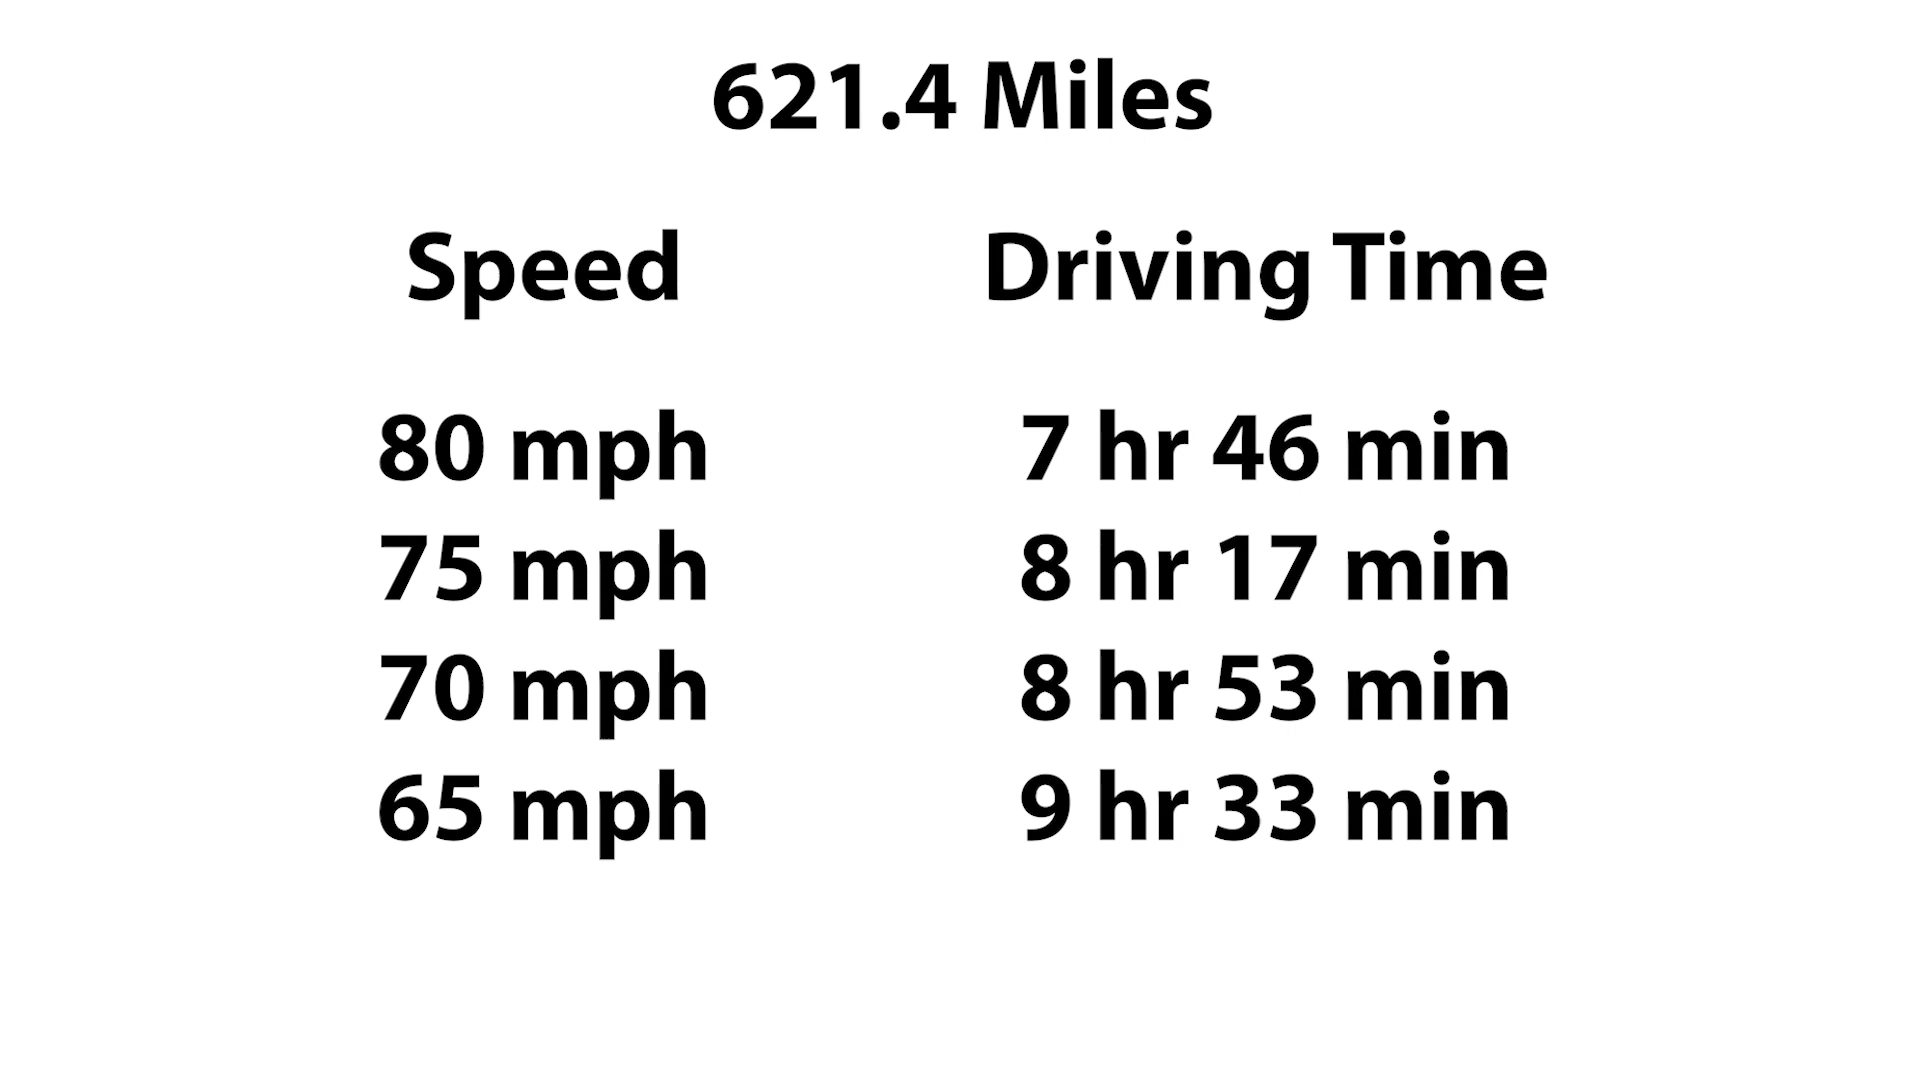 621.4 Miles
Speed Driving Time
80 mph 7 hr 46 min
75 mph 8 hr 17 min
70 mph 8 hr 53 min
65 mph 9 hr 33 min